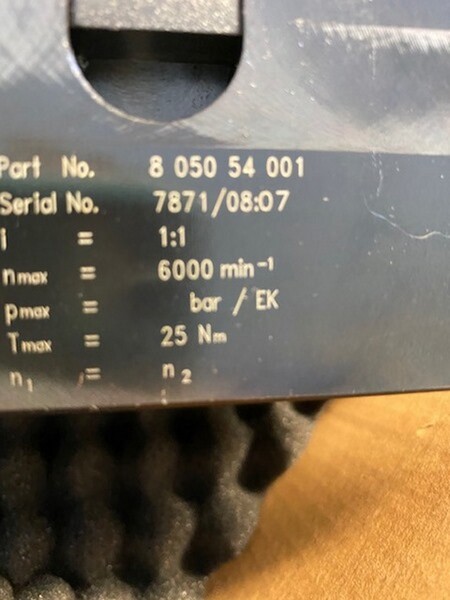 Part No. 8 050 54 001
Serial No. 7871/08:07
i = 1:1
nmax = 6000 min⁻¹
pmax = bar / EK
Tmax = 25 Nm
n₁ = n₂